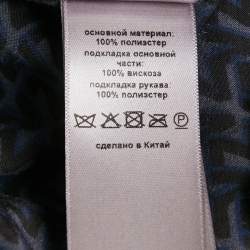 основной материал:
100% полиэстер
подкладка основной
части:
100% вискоза
подкладка рукава:
100% полиэстер
P
сделано в Китай